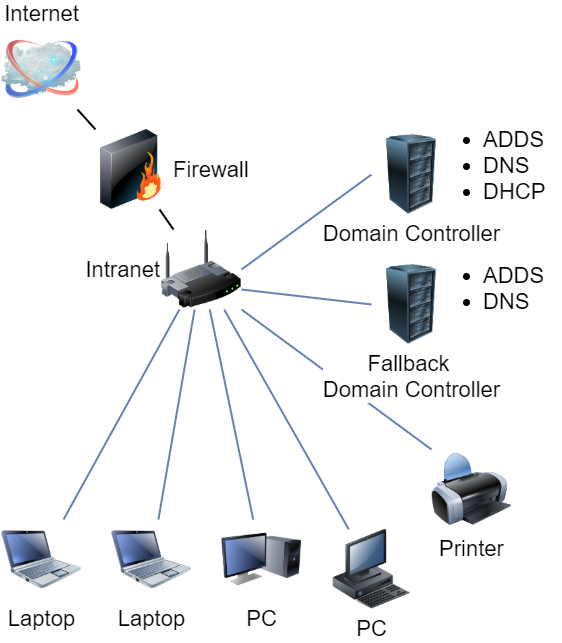 Internet
Firewall
• ADDS
• DNS
• DHCP
Domain Controller
Intranet
• ADDS
• DNS
Fallback
Domain Controller
Printer
Laptop
Laptop
PC
PC